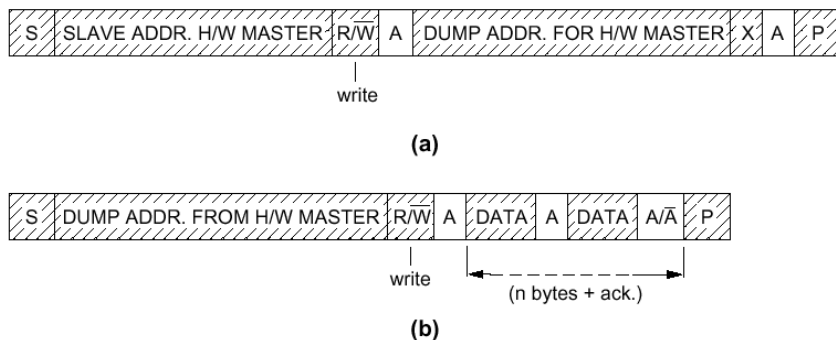 S SLAVE ADDR. H/W MASTER R/W̅ A DUMP ADDR. FOR H/W MASTER X A P
write
(a)
S DUMP ADDR. FROM H/W MASTER R/W̅ A DATA A DATA A/A̅ P
write
(n bytes + ack.)
(b)